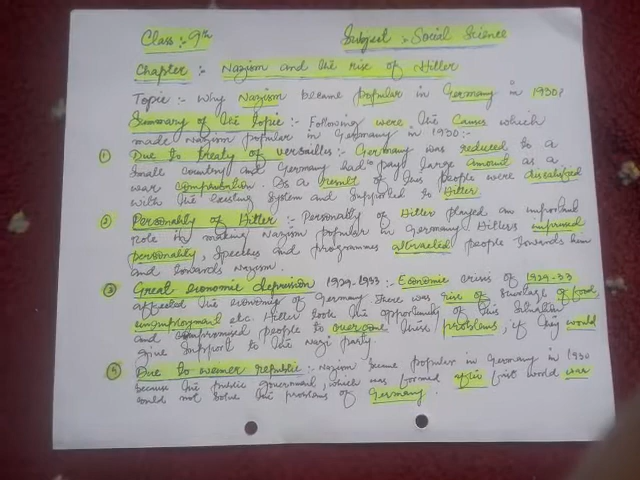 Class :- 9th Subject :- Social Science
Chapter :- Nazism and the rise of Hitler
Topic :- Why Nazism became popular in Germany in 1930?
Summary of the topic :- Following were the causes which
made Nazism popular in Germany in 1930:-
① Due to treaty of versailles :- Germany was reduced to a
small country and Germany had to pay large amount as a
war compensation. As a result of this people were dissatisfied
with the existing system and supported to Hitler.
② Personality of Hitler :- Personality of Hitler played an important
role in making Nazism popular in Germany Hitler's
personality, speeches and programmes attracted people towards him
and towards Nazism.
③ Great economic depression 1929-1933 :- Economic crisis of 1929-33
affected the economy of Germany There was rise of shortage of food,
unemployment etc. Hitler took the opportunity of this situation
and people to overcome these problems, if they would
give support to the Nazi party.
Due to weimer republic :- Nazism became popular in Germany in 1930
because the public government, which was formed after first world war
could not solve the problems of Germany.